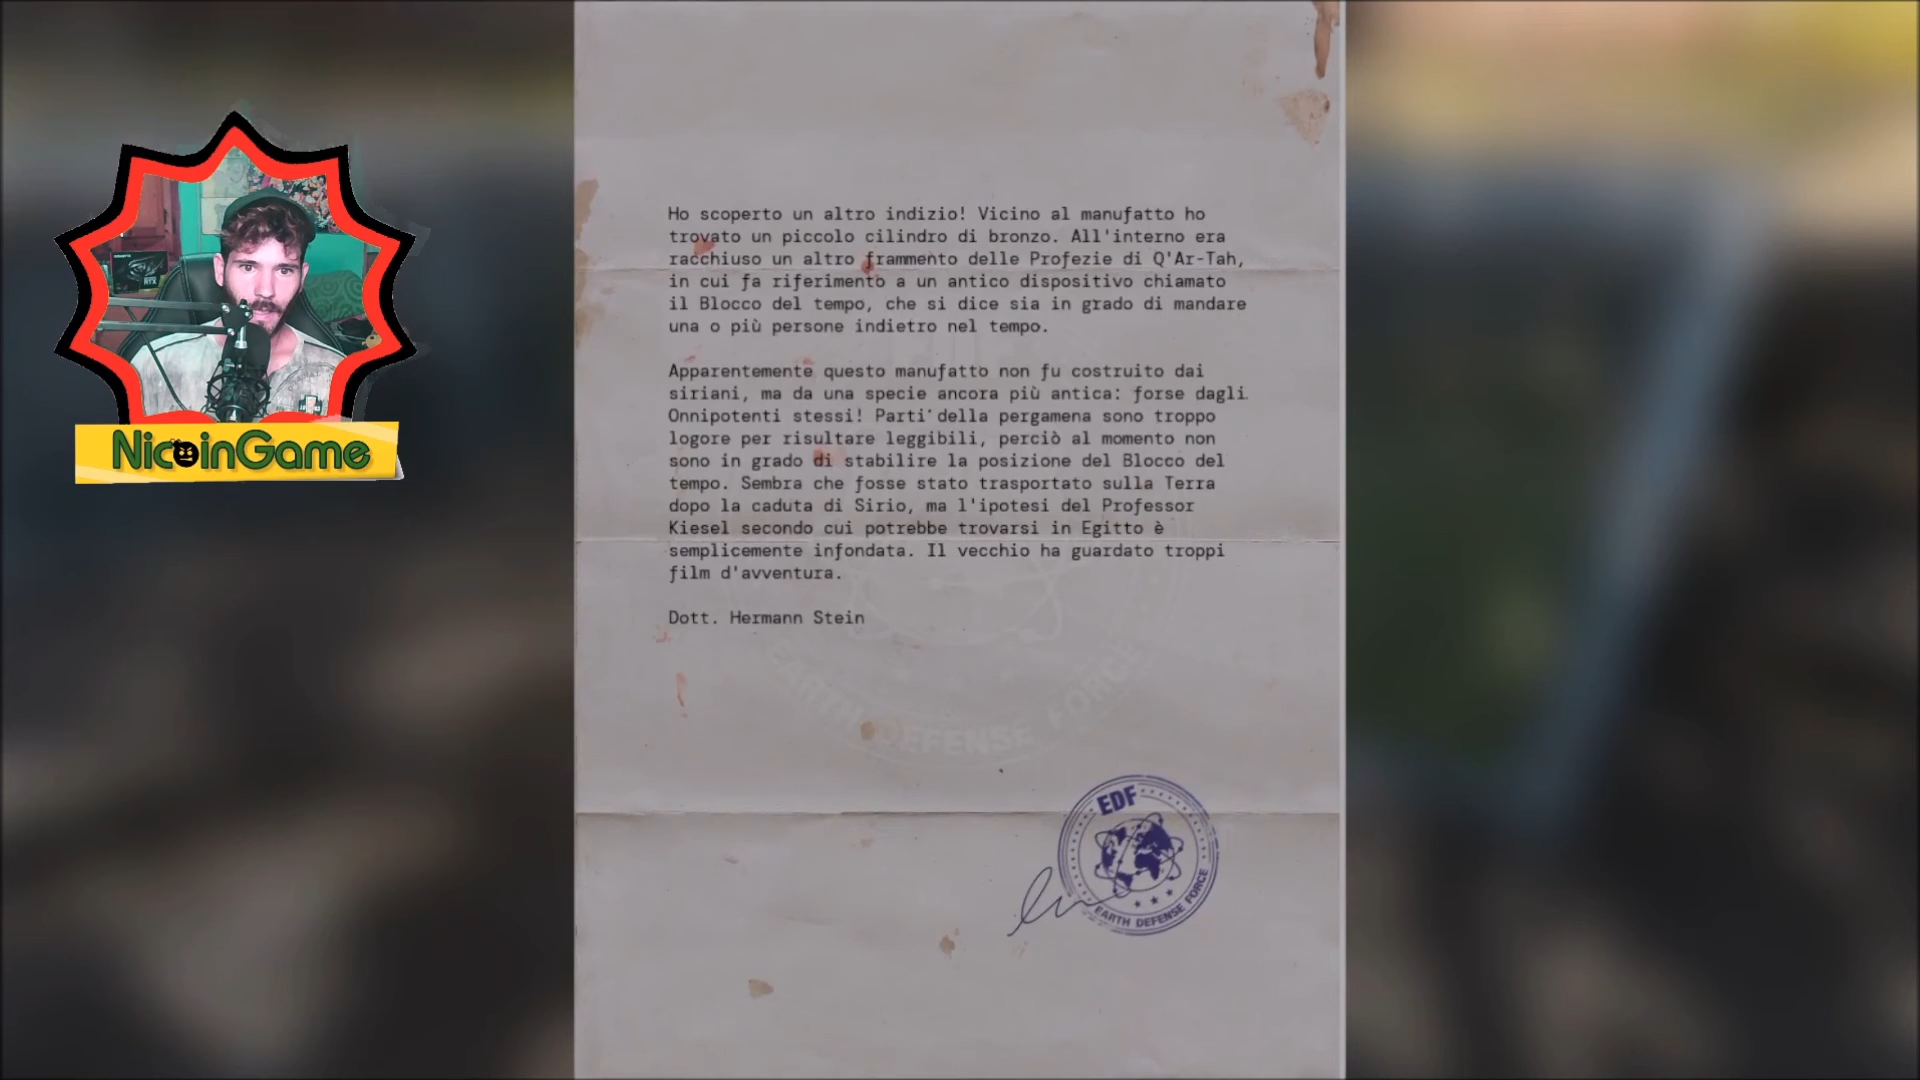 Ho scoperto un altro indizio! Vicino al manufatto ho
trovato un piccolo cilindro di bronzo. All'interno era
racchiuso un altro frammento delle Profezie di Q'Ar-Tah,
in cui fa riferimento a un antico dispositivo chiamato
il Blocco del tempo, che si dice sia in grado di mandare
una o più persone indietro nel tempo.
Apparentemente questo manufatto non fu costruito dai
siriani, ma da una specie ancora più antica: forse dagli
Onnipotenti stessi! Parti della pergamena sono troppo
logore per risultare leggibili, perciò al momento non
sono in grado di stabilire la posizione del Blocco del
tempo. Sembra che fosse stato trasportato sulla Terra
dopo la caduta di Sirio, ma l'ipotesi del Professor
Kiesel secondo cui potrebbe trovarsi in Egitto è
semplicemente infondata. Il vecchio ha guardato troppi
film d'avventura.
Dott. Hermann Stein
NicoinGame
EARTH DEFENSE FORCE
EDF
EARTH DEFENSE FORCE